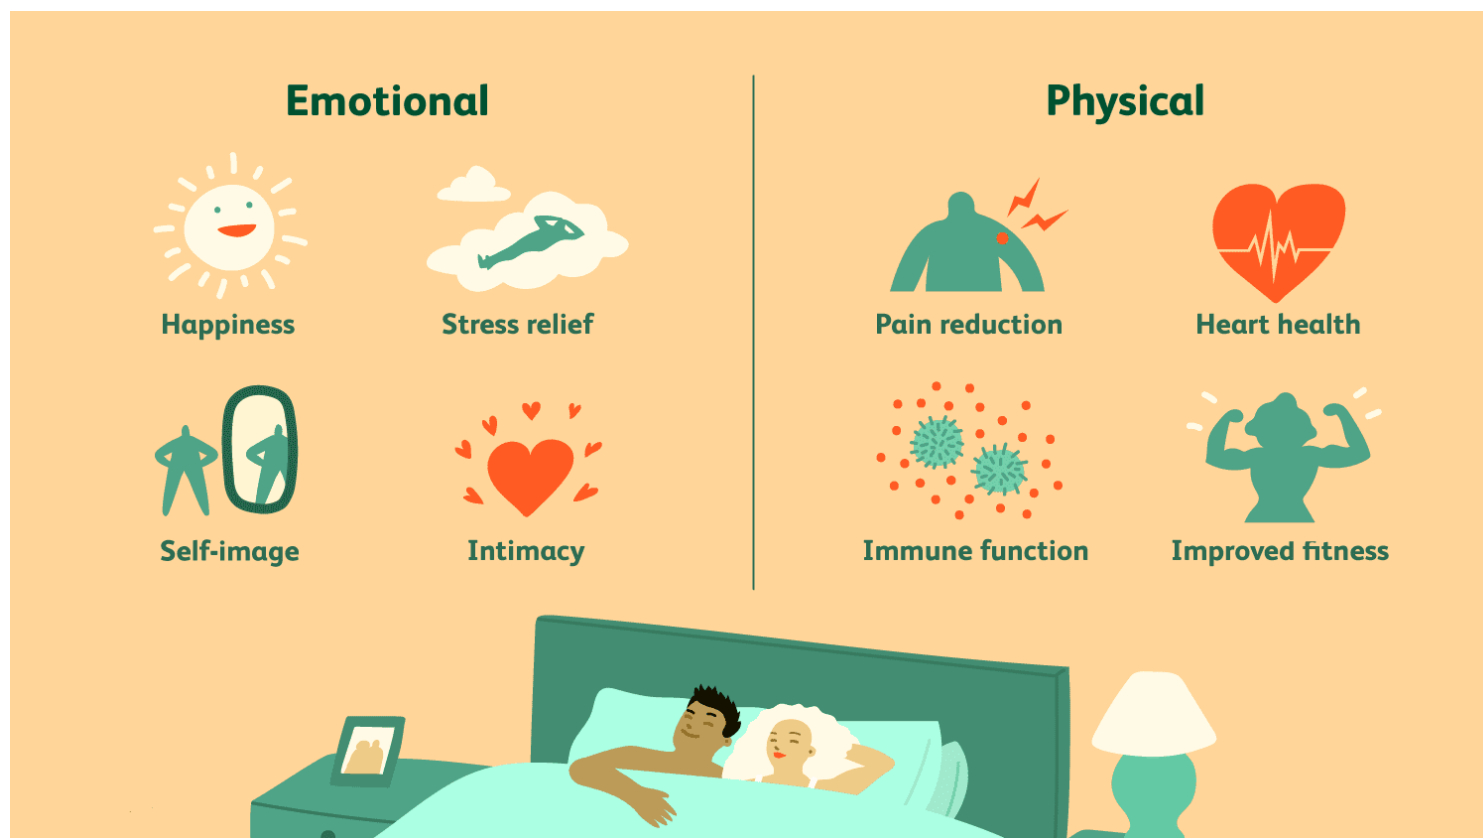 Emotional
Happiness
Stress relief
Self-image
Intimacy
Physical
Pain reduction
Heart health
Immune function
Improved fitness